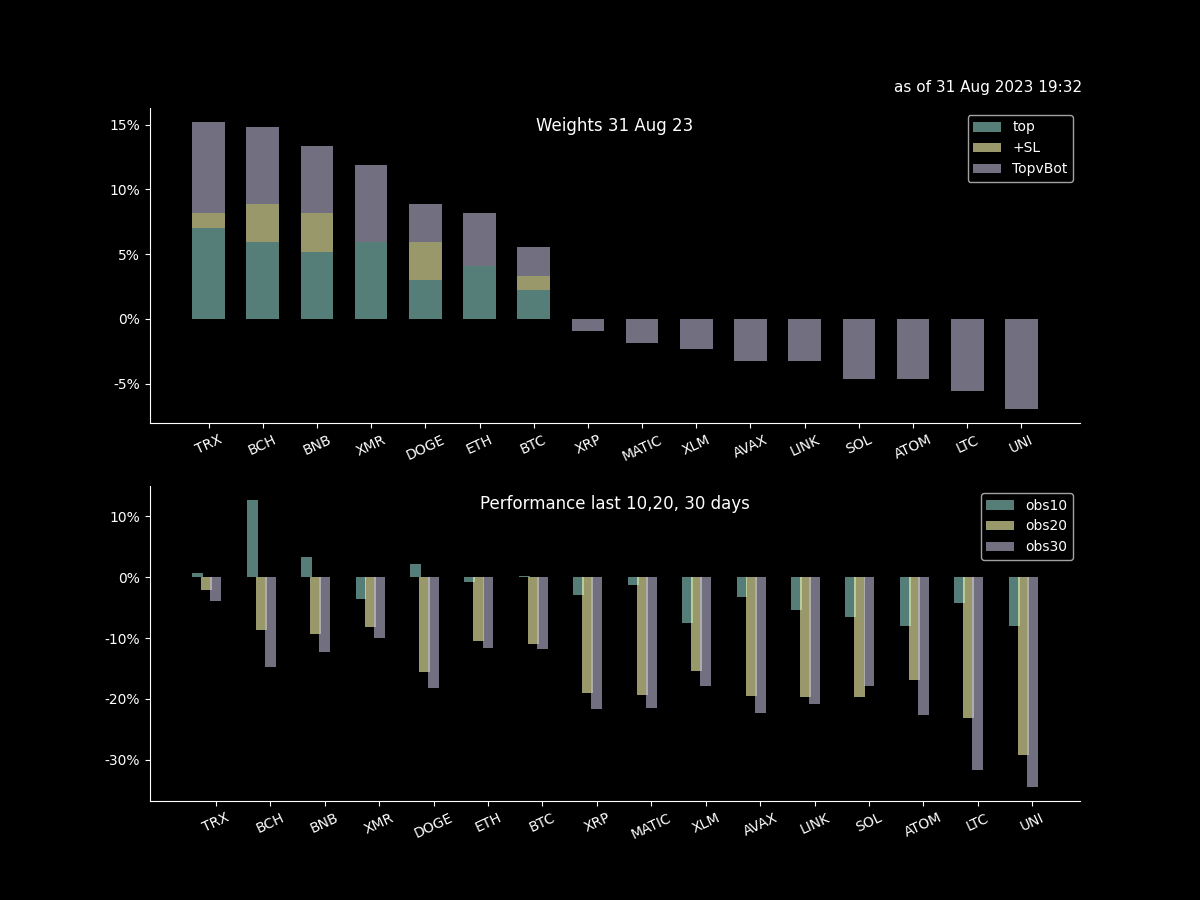 as of 31 Aug 2023 19:32
Weights 31 Aug 23
top
+SL
TopvBot
15%
10%
5%
0%
-5%
TRX BCH BNB XMR DOGE ETH BTC XRP MATIC XLM AVAX LINK SOL ATOM LTC UNI
Performance last 10,20, 30 days
obs10
obs20
obs30
10%
0%
-10%
-20%
-30%
TRX BCH BNB XMR DOGE ETH BTC XRP MATIC XLM AVAX LINK SOL ATOM LTC UNI